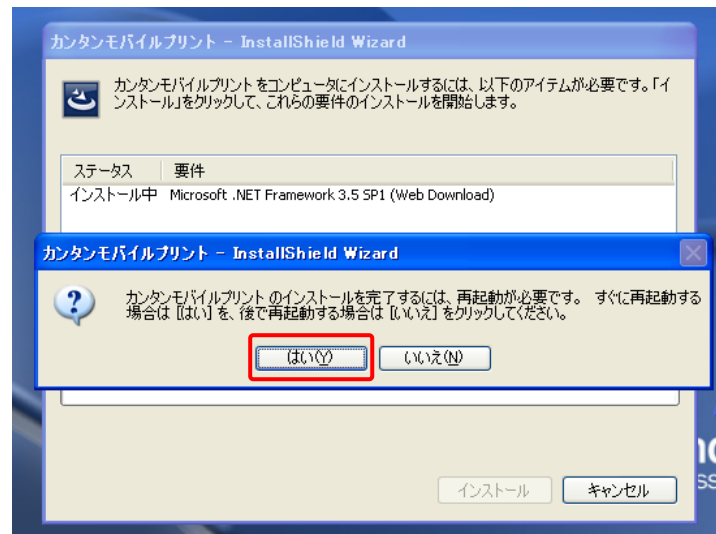 カンタンモバイルプリント - InstallShield Wizard
カンタンモバイルプリント をコンピュータにインストールするには、以下のアイテムが必要です。「イ
ンストール」をクリックして、これらの要件のインストールを開始します。
ステータス 要件
インストール中 Microsoft .NET Framework 3.5 SP1 (Web Download)
カンタンモバイルプリント - InstallShield Wizard
カンタンモバイルプリント のインストールを完了するには、再起動が必要です。 すぐに再起動する
場合は [はい] を、後で再起動する場合は [いいえ] をクリックしてください。
はい(Y) いいえ(N)
インストール キャンセル